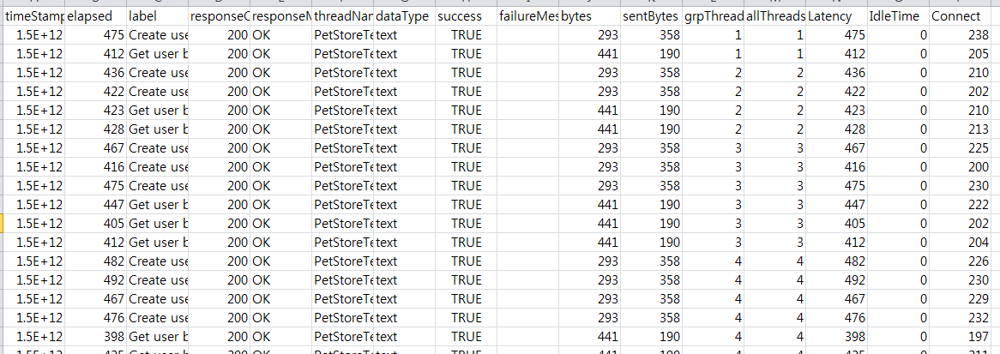 timeStamp elapsed label responseC responseM threadNam dataType success failureMes bytes sentBytes grpThread allThreads Latency IdleTime Connect
1.5E+12 475 Create use 200 OK PetStoreTe text TRUE 293 358 1 1 475 0 238
1.5E+12 412 Get user b 200 OK PetStoreTe text TRUE 441 190 1 1 412 0 205
1.5E+12 436 Create use 200 OK PetStoreTe text TRUE 293 358 2 2 436 0 210
1.5E+12 422 Create use 200 OK PetStoreTe text TRUE 293 358 2 2 422 0 202
1.5E+12 423 Get user b 200 OK PetStoreTe text TRUE 441 190 2 2 423 0 210
1.5E+12 428 Get user b 200 OK PetStoreTe text TRUE 441 190 2 2 428 0 213
1.5E+12 467 Create use 200 OK PetStoreTe text TRUE 293 358 3 3 467 0 225
1.5E+12 416 Create use 200 OK PetStoreTe text TRUE 293 358 3 3 416 0 200
1.5E+12 475 Create use 200 OK PetStoreTe text TRUE 293 358 3 3 475 0 230
1.5E+12 447 Get user b 200 OK PetStoreTe text TRUE 441 190 3 3 447 0 222
1.5E+12 405 Get user b 200 OK PetStoreTe text TRUE 441 190 3 3 405 0 202
1.5E+12 412 Get user b 200 OK PetStoreTe text TRUE 441 190 3 3 412 0 204
1.5E+12 482 Create use 200 OK PetStoreTe text TRUE 293 358 4 4 482 0 226
1.5E+12 492 Create use 200 OK PetStoreTe text TRUE 293 358 4 4 492 0 230
1.5E+12 467 Create use 200 OK PetStoreTe text TRUE 293 358 4 4 467 0 229
1.5E+12 476 Create use 200 OK PetStoreTe text TRUE 293 358 4 4 476 0 232
1.5E+12 398 Get user b 200 OK PetStoreTe text TRUE 441 190 4 4 398 0 197